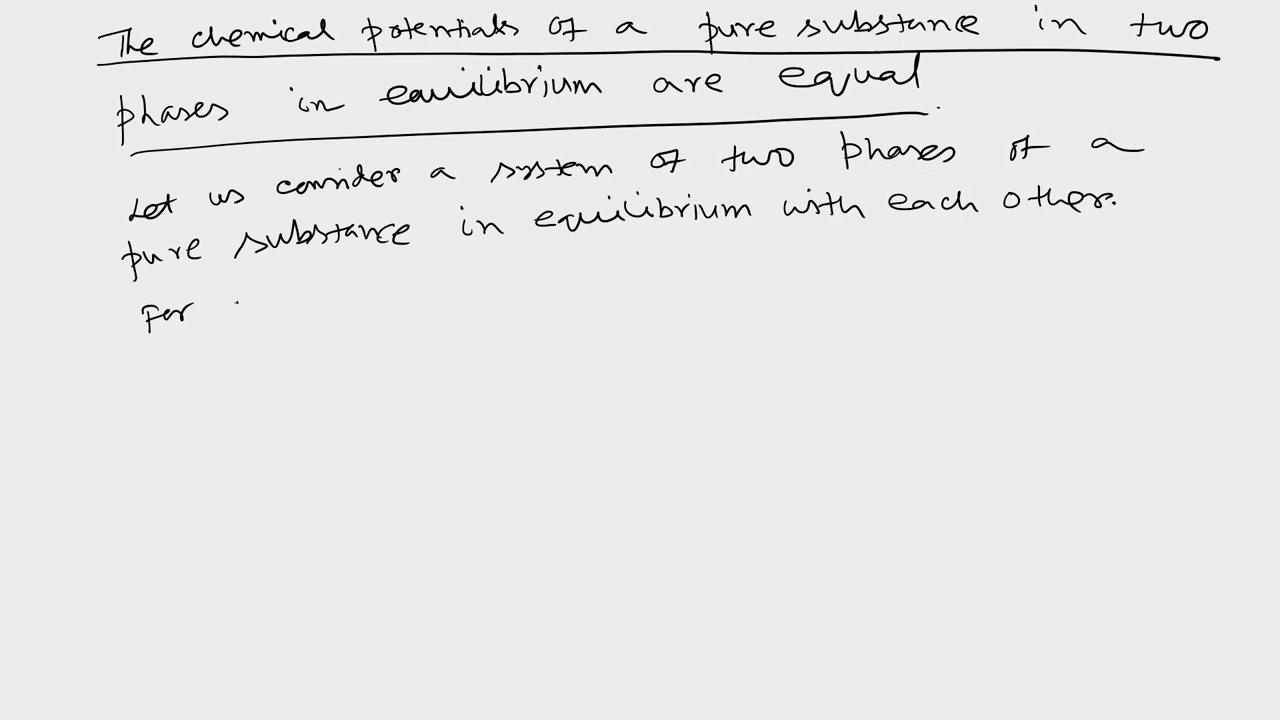 The chemical potentials of a pure substance in two
phases in equilibrium are equal.
Let us consider a system of two phases of a
pure substance in equilibrium with each other.
For